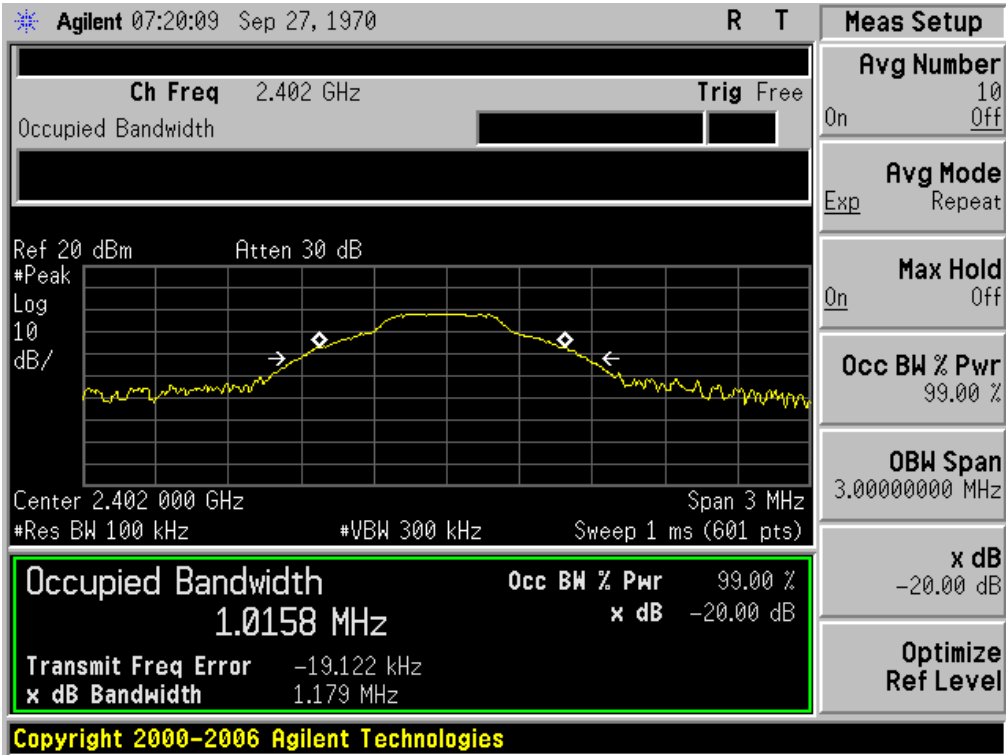 Agilent 07:20:09 Sep 27, 1970 R T
Ch Freq 2.402 GHz Trig Free
Occupied Bandwidth
Ref 20 dBm Atten 30 dB
#Peak
Log
10
dB/
Center 2.402 000 GHz Span 3 MHz
#Res BW 100 kHz #VBW 300 kHz Sweep 1 ms (601 pts)
Occupied Bandwidth Occ BW % Pwr 99.00 %
1.0158 MHz x dB -20.00 dB
Transmit Freq Error -19.122 kHz
x dB Bandwidth 1.179 MHz
Copyright 2000-2006 Agilent Technologies
Meas Setup
Avg Number
10
On Off
Avg Mode
Exp Repeat
Max Hold
On Off
Occ BW % Pwr
99.00 %
OBW Span
3.00000000 MHz
x dB
-20.00 dB
Optimize
Ref Level